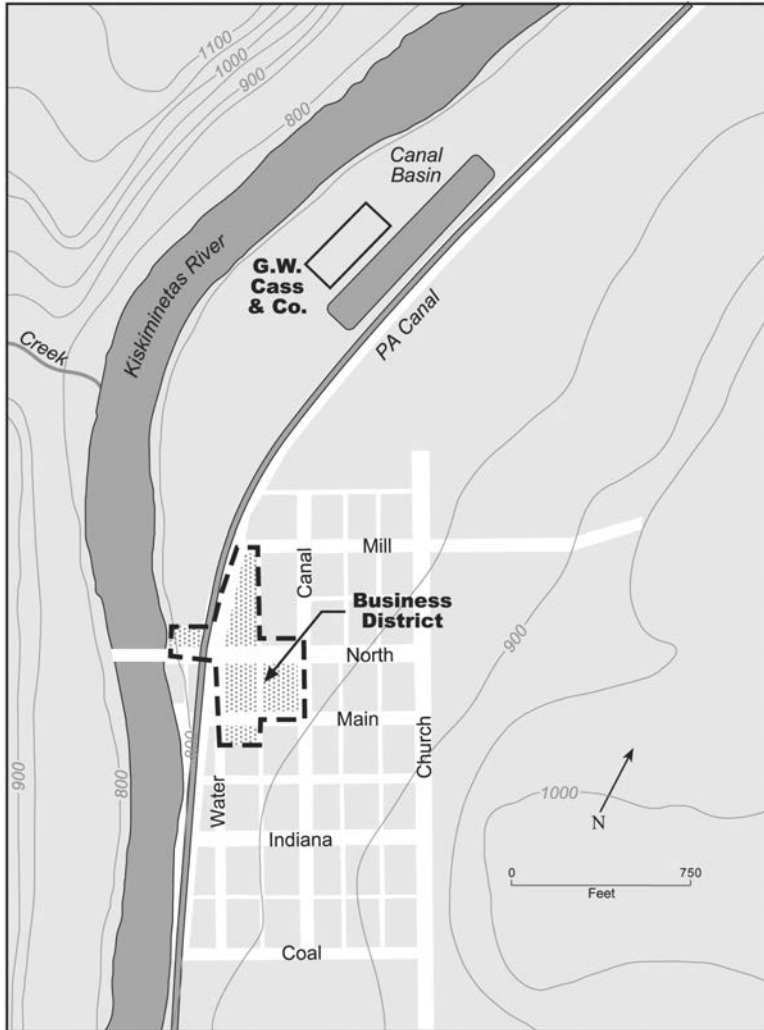 1100
1000
900
800
Canal
Basin
G.W.
Cass
& Co.
Kiskiminetas River
PA Canal
Creek
Mill
Canal
Business
District
North
900
Main
Church
800
900
800
Water
1000
N
Indiana
0
750
Feet
Coal